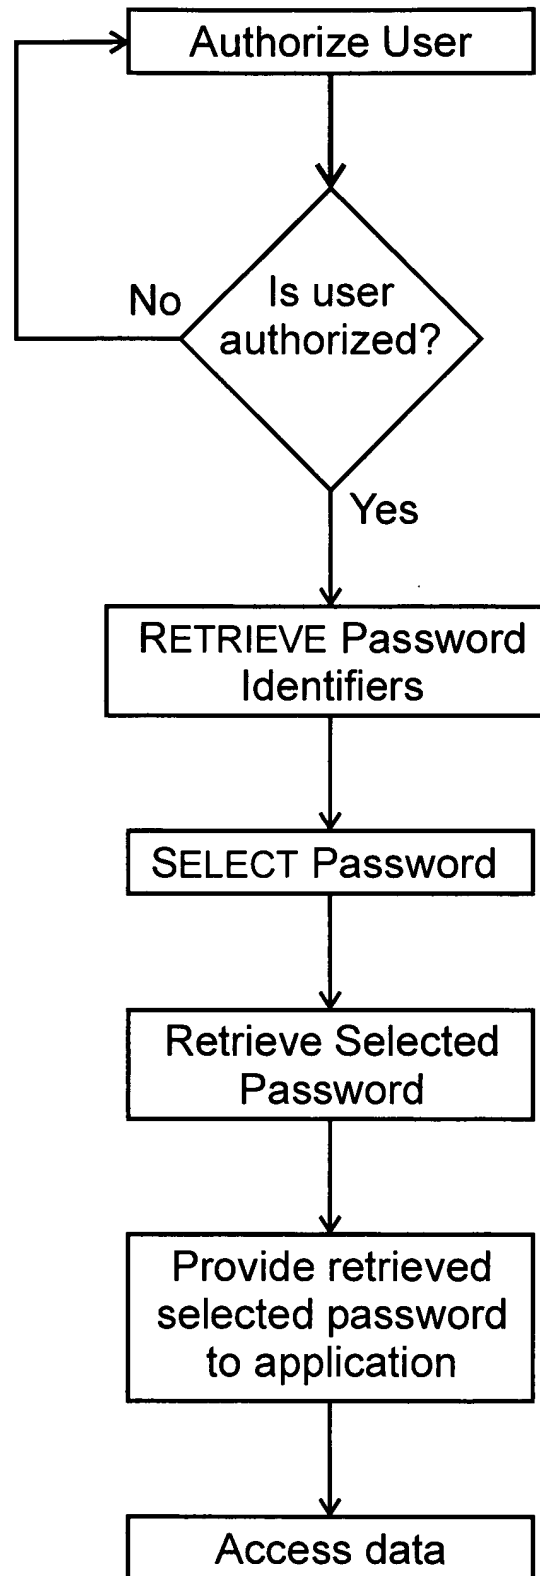 Authorize User
No
Is user
authorized?
Yes
RETRIEVE Password
Identifiers
SELECT Password
Retrieve Selected
Password
Provide retrieved
selected password
to application
Access data